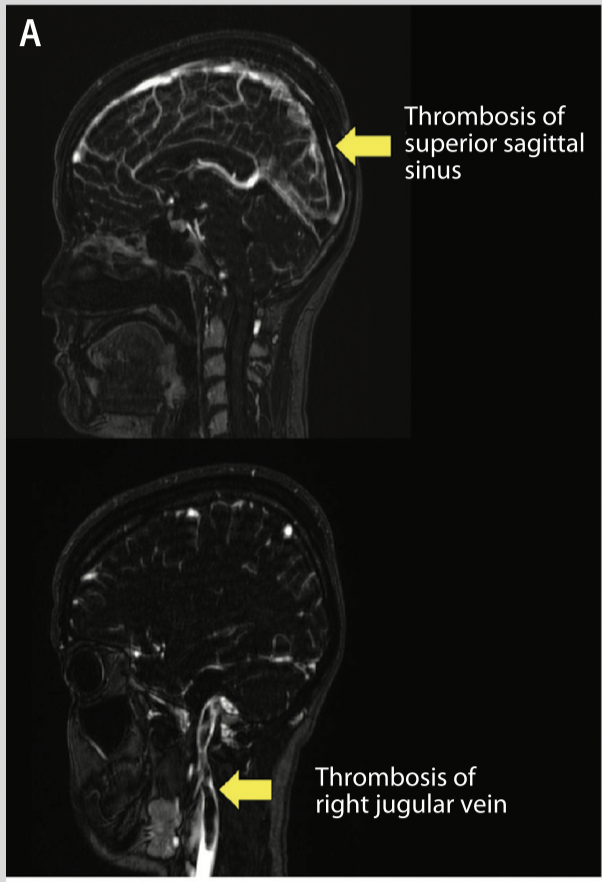 A
Thrombosis of
superior sagittal
sinus
Thrombosis of
right jugular vein